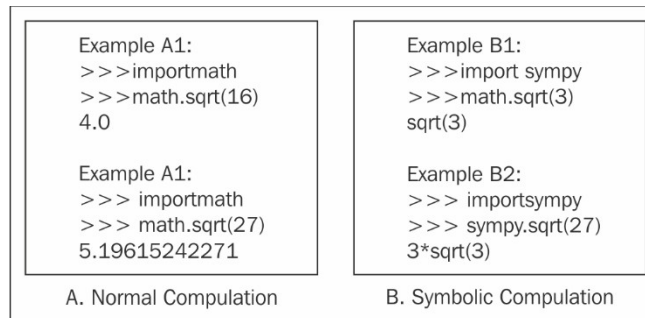 Example A1:
>>>importmath
>>>math.sqrt(16)
4.0
Example A1:
>>> importmath
>>> math.sqrt(27)
5.19615242271
A. Normal Compulation
Example B1:
>>>import sympy
>>>math.sqrt(3)
sqrt(3)
Example B2:
>>> importsympy
>>> sympy.sqrt(27)
3*sqrt(3)
B. Symbolic Compulation